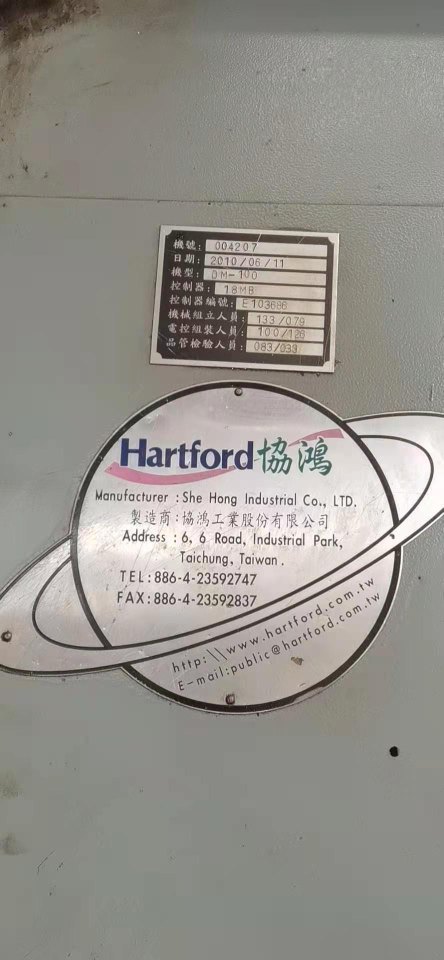 機號: 004207
日期: 2010/06/11
機型: DM-100
控制器: 18MB
控制器編號: E103686
機械組立人員: 133/079
電控組裝人員: 100/126
品管檢驗人員: 083/033
Hartford協鴻
Manufacturer : She Hong Industrial Co., LTD.
製造商:協鴻工業股份有限公司
Address : 6, 6 Road, Industrial Park,
Taichung, Taiwan.
TEL:886-4-23592747
FAX:886-4-23592837
http:\\www.hartford.com.tw
E-mail:public@hartford.com.tw